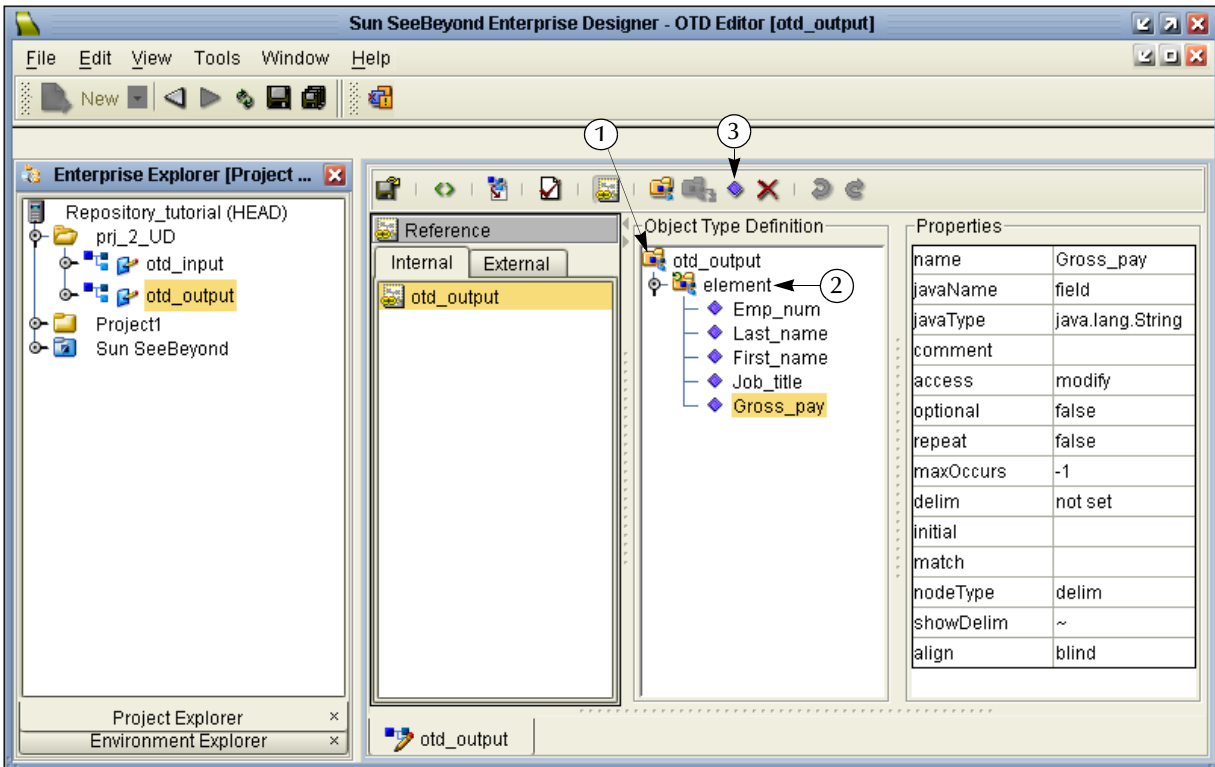 Sun SeeBeyond Enterprise Designer - OTD Editor [otd_output]
File Edit View Tools Window Help
New
1
3
Enterprise Explorer [Project ...
Repository_tutorial (HEAD)
prj_2_UD
otd_input
otd_output
Project1
Sun SeeBeyond
Project Explorer ×
Environment Explorer ×
Reference
Internal External
otd_output
Object Type Definition
otd_output
element
2
Emp_num
Last_name
First_name
Job_title
Gross_pay
Properties
name Gross_pay
javaName field
javaType java.lang.String
comment
access modify
optional false
repeat false
maxOccurs -1
delim not set
initial
match
nodeType delim
showDelim ~
align blind
otd_output